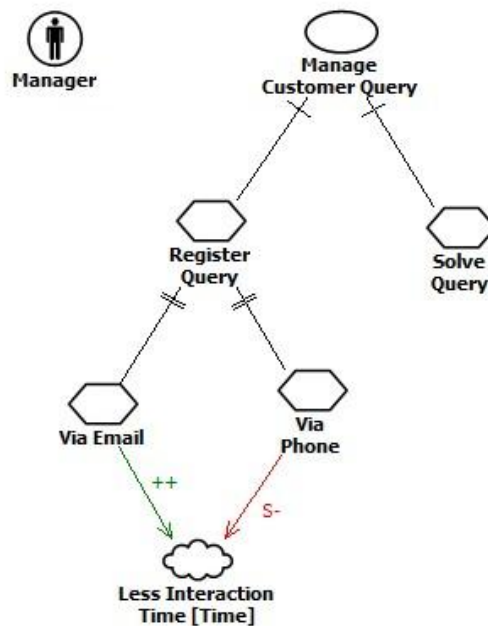 Manager
Manage
Customer Query
Register
Query
Solve
Query
Via Email
Via
Phone
++
S-
Less Interaction
Time [Time]